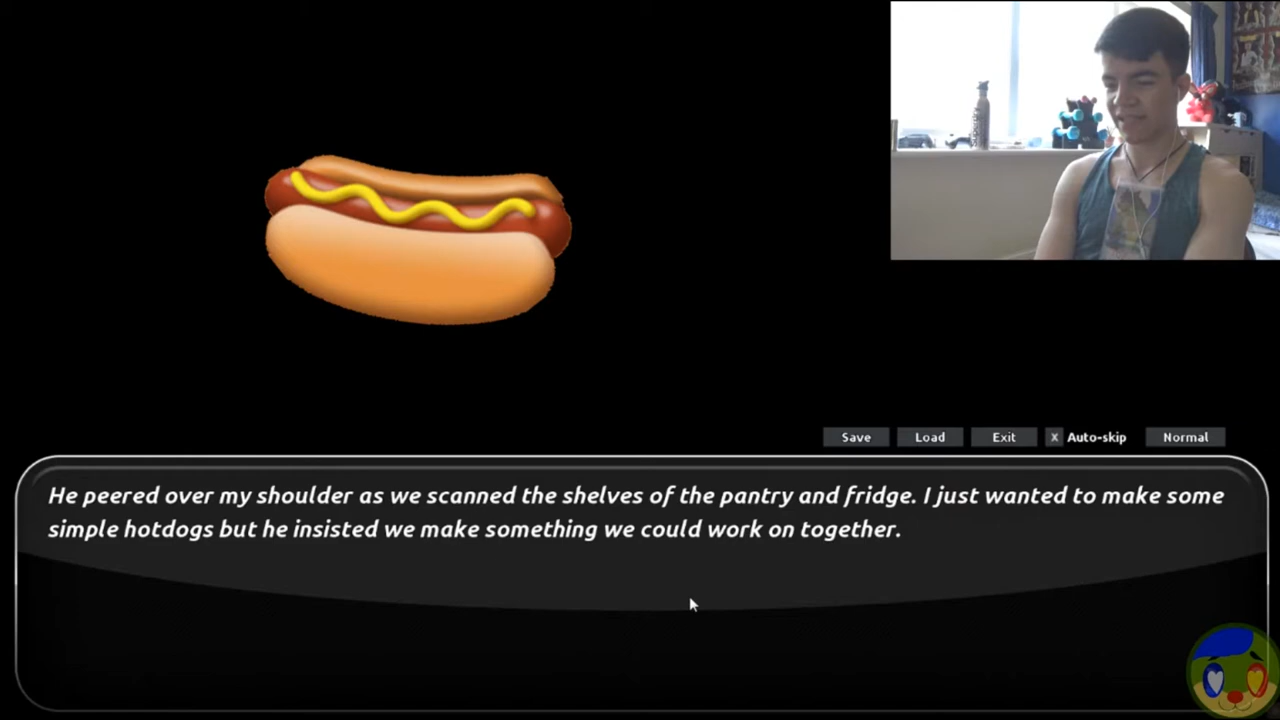 Save Load Exit X Auto-skip Normal
He peered over my shoulder as we scanned the shelves of the pantry and fridge. I just wanted to make some
simple hotdogs but he insisted we make something we could work on together.